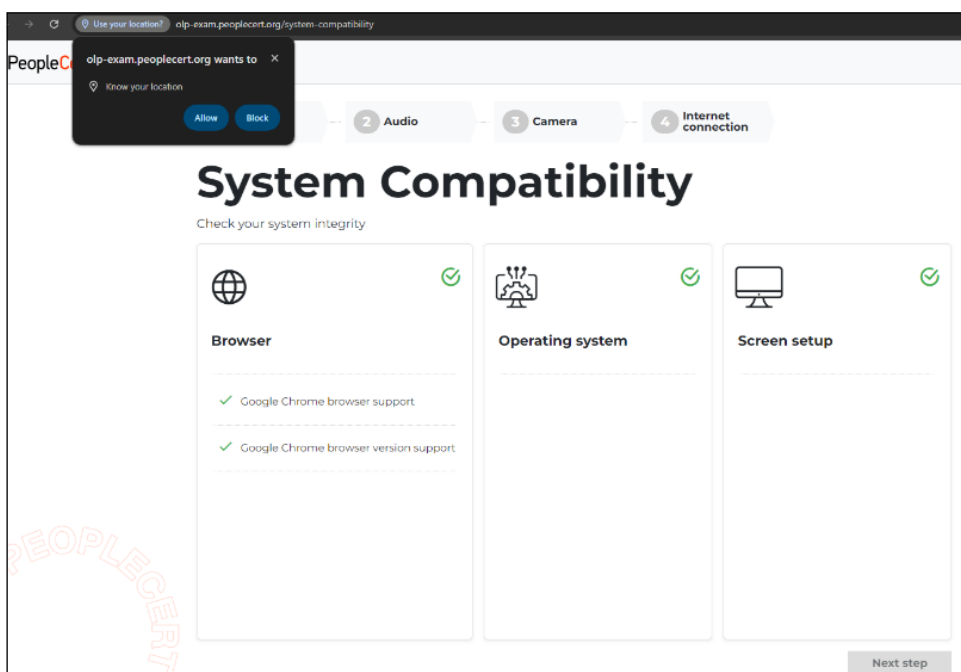 Use your location? olp-exam.peoplecert.org/system-compatibility
PeopleC
olp-exam.peoplecert.org wants to ×
Know your location
Allow Block
2 Audio
3 Camera
4 Internet connection
System Compatibility
Check your system integrity
Browser
Google Chrome browser support
Google Chrome browser version support
Operating system
Screen setup
PEOPLECERT
Next step